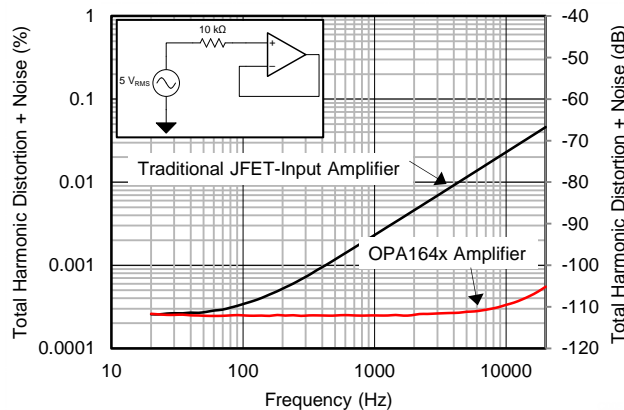 1
0.1
0.01
0.001
0.0001
Total Harmonic Distortion + Noise (%)
10 kΩ
5 VRMS
+
−
Traditional JFET-Input Amplifier
OPA164x Amplifier
-40
-50
-60
-70
-80
-90
-100
-110
-120
Total Harmonic Distortion + Noise (dB)
10
100
1000
10000
Frequency (Hz)